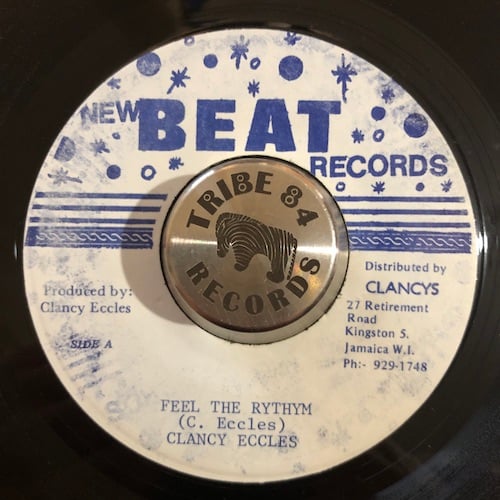 NEW BEAT
RECORDS
TRIBE 84
RECORDS
Produced by:
Clancy Eccles
SIDE A
Distributed by
CLANCYS
27 Retirement
Road
Kingston 5.
Jamaica W.I.
Ph:- 929-1748
FEEL THE RYTHYM
(C. Eccles)
CLANCY ECCLES